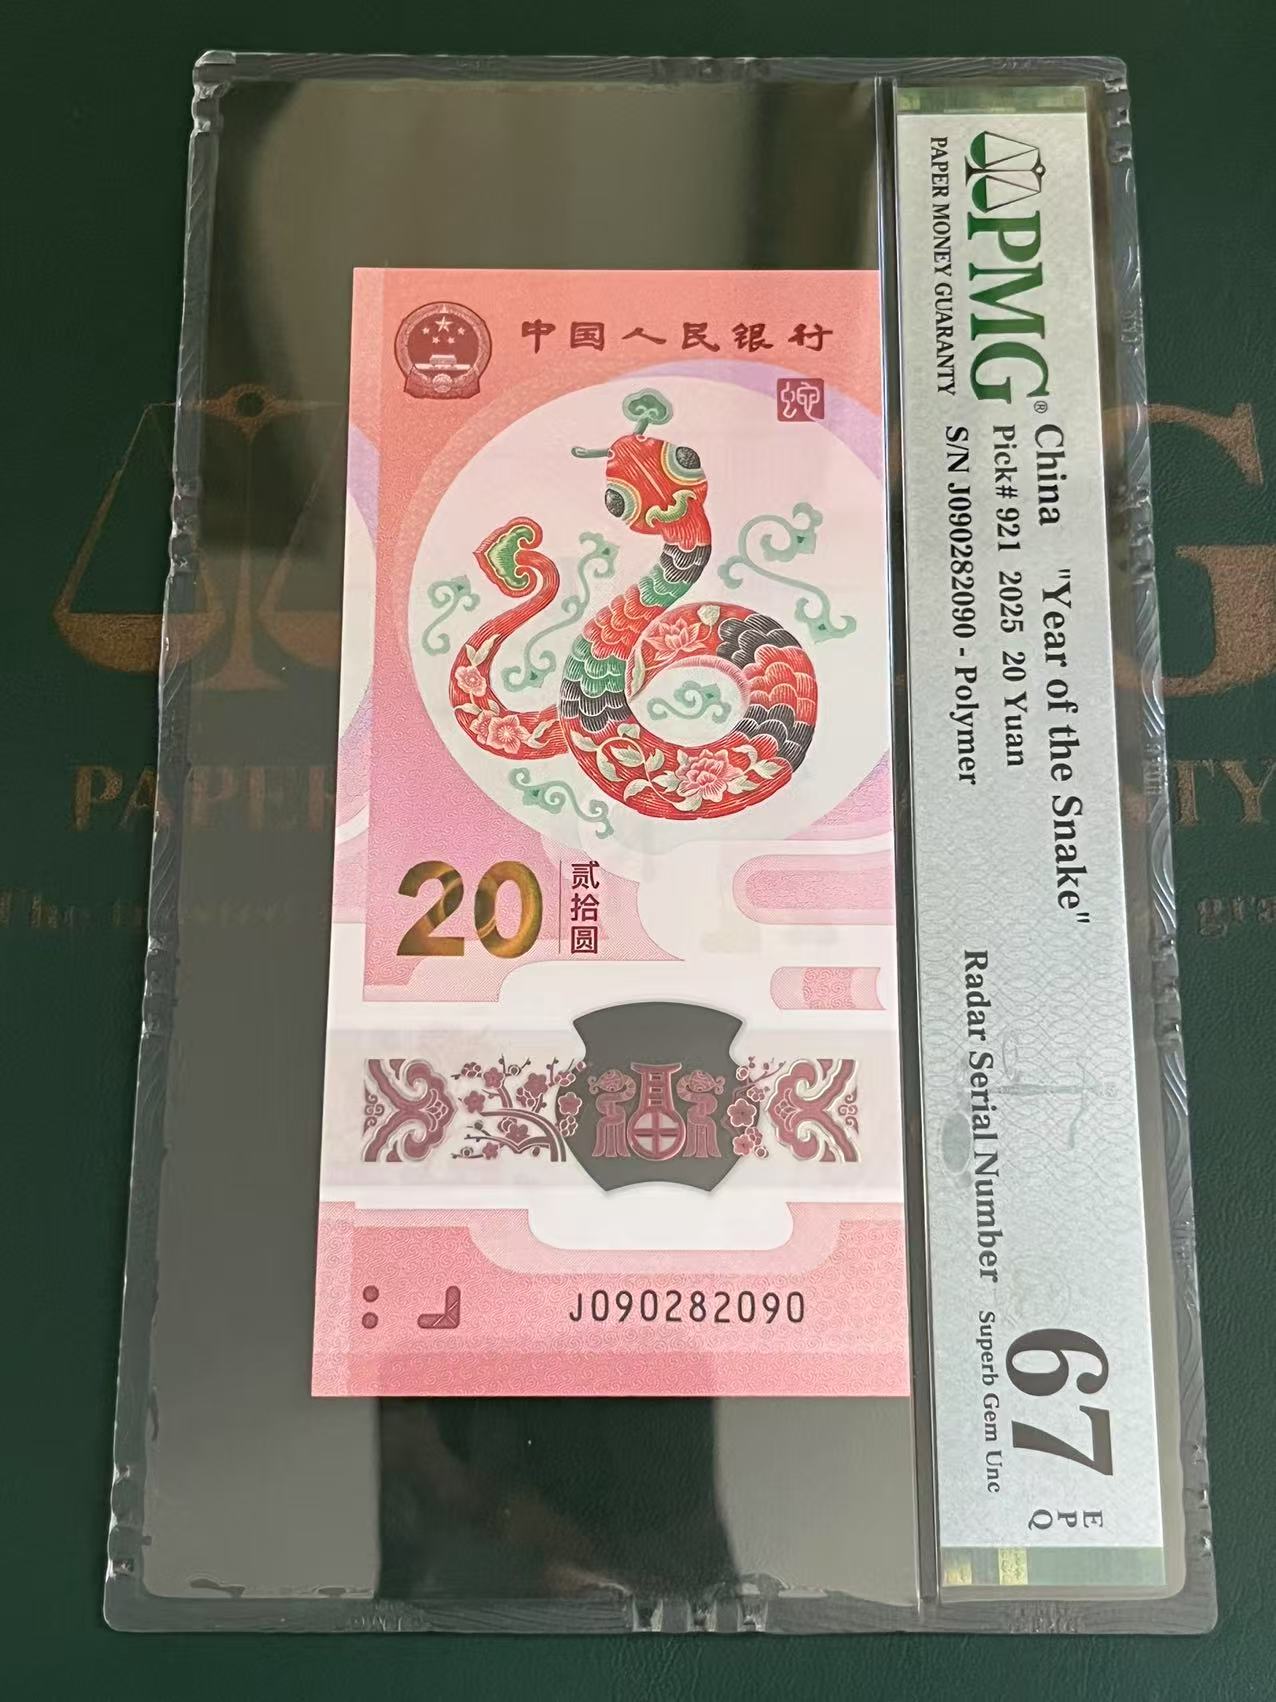 中国人民银行
蛇
20
贰拾圆
J090282090
PMG®
PAPER MONEY GUARANTY
China "Year of the Snake"
Pick# 921 2025 20 Yuan
S/N J090282090 - Polymer
Radar Serial Number
67
EPQ
Superb Gem Unc